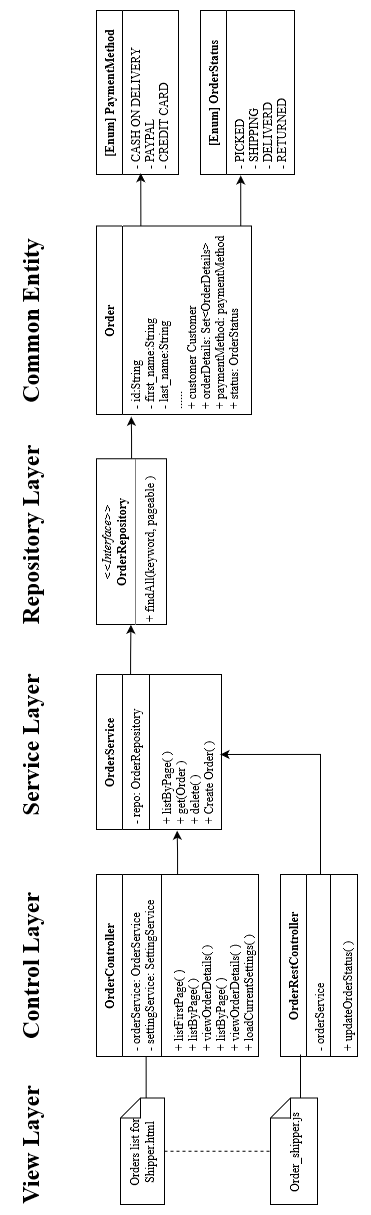 View Layer
Control Layer
Service Layer
Repository Layer
Common Entity
Orders list for
Shipper.html
Order_shipper.js
OrderController
- orderService: OrderService
- settingService: SettingService
+ listFirstPage( )
+ listByPage( )
+ viewOrderDetails( )
+ listByPage( )
+ viewOrderDetails( )
+ loadCurrentSettings( )
OrderRestController
- orderService
+ updateOrderStatus( )
OrderService
- repo: OrderRepository
+ listByPage( )
+ get(Order )
+ delete( )
+ Create Order( )
<<Interface>>
OrderRepository
+ findAll(keyword, pageable )
Order
- id:String
- first_name:String
- last_name:String
......
+ customer Customer
+ orderDetails: Set<OrderDetails>
+ paymentMethod: paymentMethod
+ status: OrderStatus
[Enum] PaymentMethod
- CASH ON DELIVERY
- PAYPAL
- CREDIT CARD
[Enum] OrderStatus
- PICKED
- SHIPPING
- DELIVERD
- RETURNED